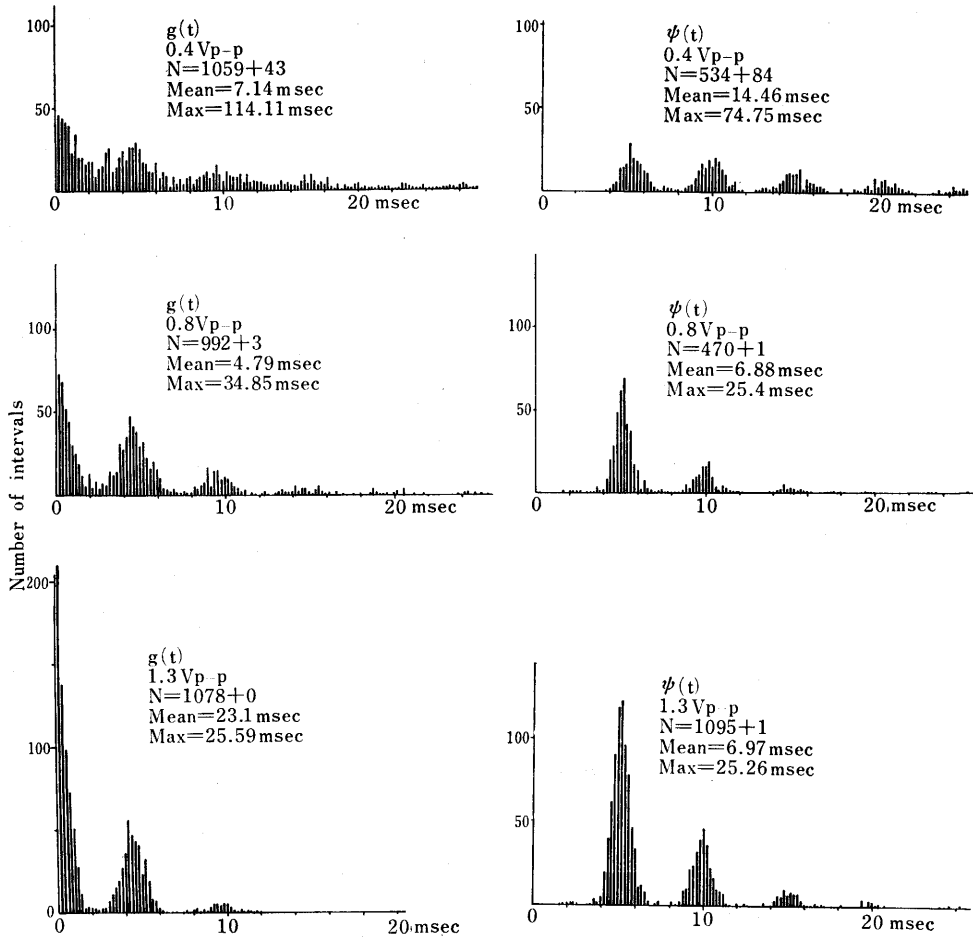 100
50
0
10
20 msec
g(t)
0.4 Vp-p
N=1059+43
Mean=7.14 m sec
Max=114.11 msec
100
50
0
10
20 msec
ψ(t)
0.4 Vp-p
N=534+84
Mean=14.46 msec
Max=74.75 msec
Number of intervals
100
50
0
10
20 msec
g(t)
0.8Vp-p
N=992+3
Mean=4.79 msec
Max=34.85 msec
100
50
0
10
20 msec
ψ(t)
0.8Vp-p
N=470+1
Mean=6.88 msec
Max=25.4 msec
200
100
0
0
10
20 msec
g(t)
1.3 Vp-p
N=1078+0
Mean=23.1 msec
Max=25.59 msec
100
50
0
10
20 msec
ψ(t)
1.3 Vp-p
N=1095+1
Mean=6.97 msec
Max=25.26 msec